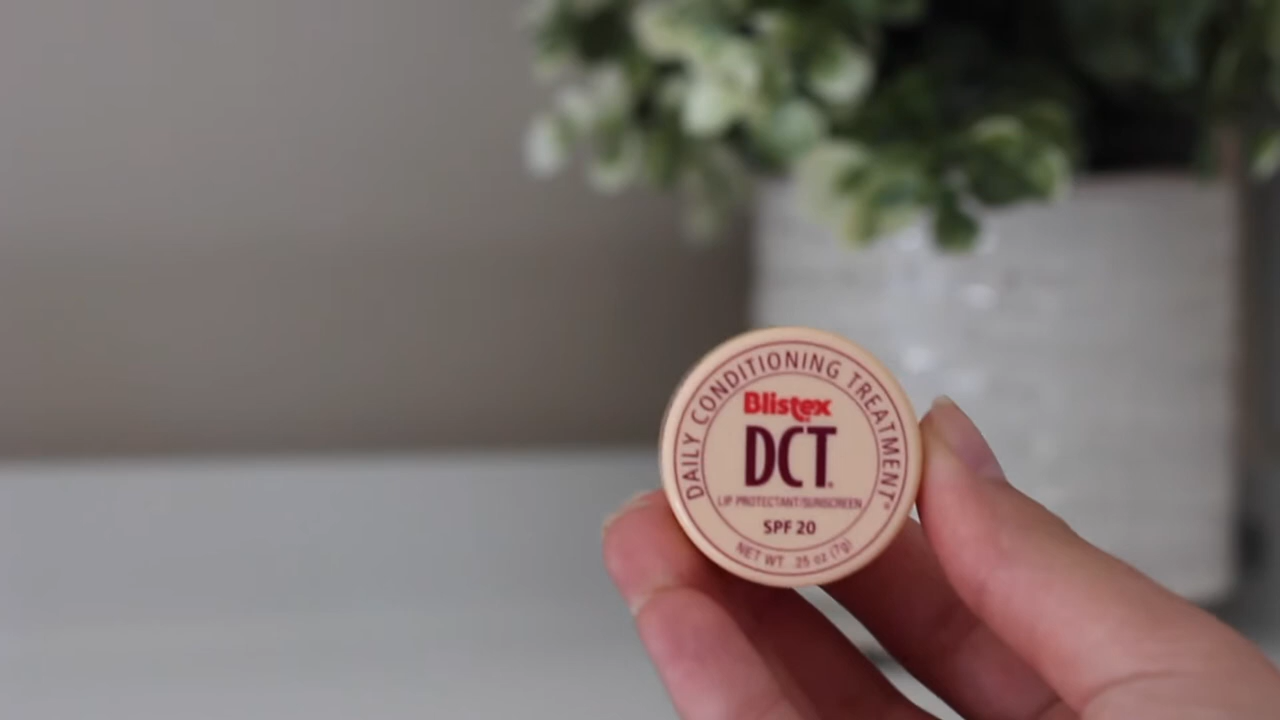 DAILY CONDITIONING TREATMENT®
Blistex
DCT®
LIP PROTECTANT/SUNSCREEN
SPF 20
NET WT .25 oz (7g)